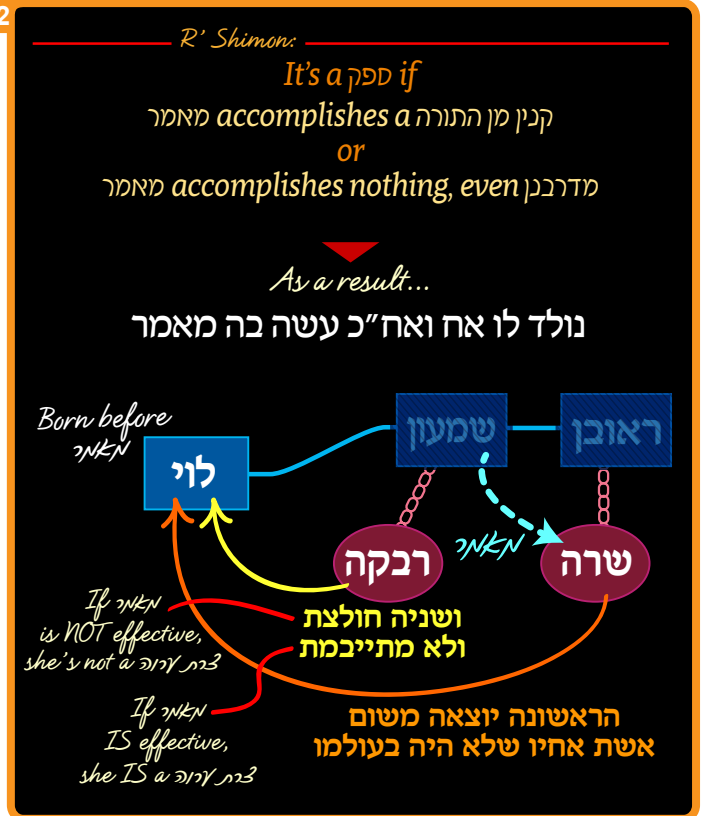 2
R' Shimon:
It's a ספק if
מאמר accomplishes a קנין מן התורה
or
מאמר accomplishes nothing, even מדרבנן
As a result...
נולד לו אח ואח"כ עשה בה מאמר
Born before
מאמר
לוי
שמעון
ראובן
מאמר
רבקה
שרה
If מאמר
is NOT effective,
she's not a צרת ערוה
ושניה חולצת
ולא מתייבמת
If מאמר
IS effective,
she IS a צרת ערוה
הראשונה יוצאה משום
אשת אחיו שלא היה בעולמו